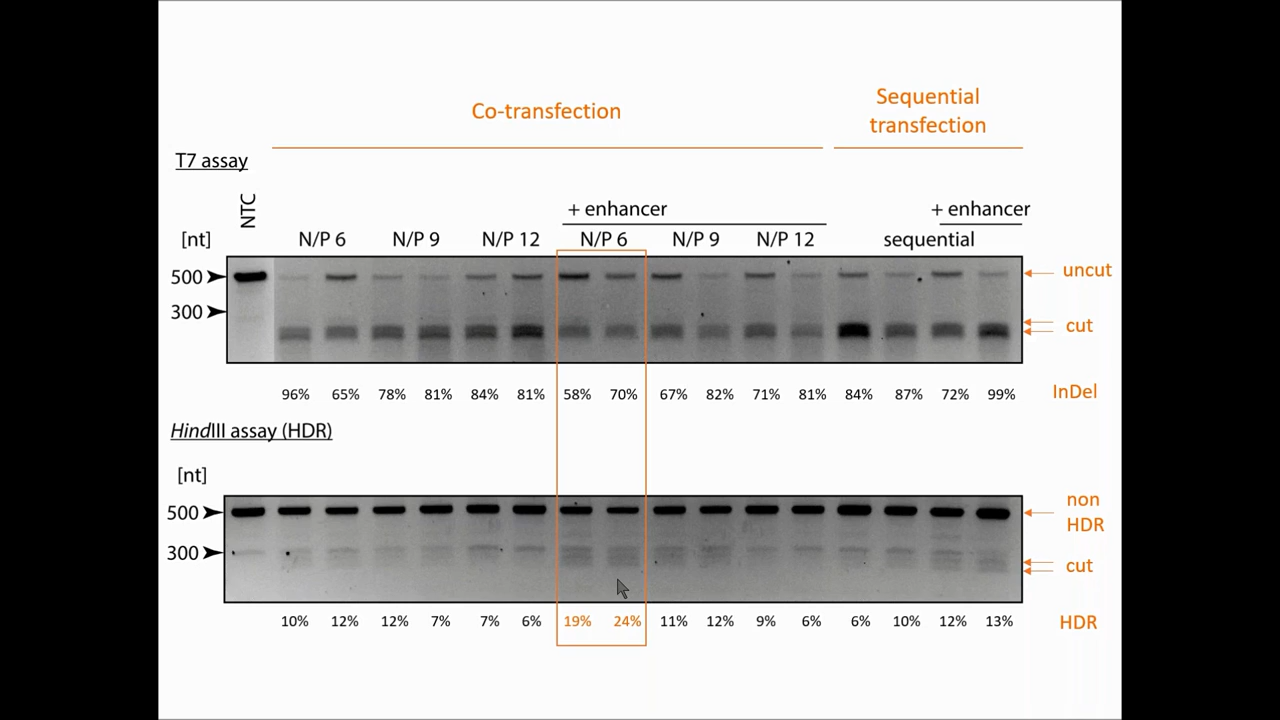 Co-transfection
Sequential
transfection
T7 assay
NTC
+ enhancer
+ enhancer
[nt]
N/P 6
N/P 9
N/P 12
N/P 6
N/P 9
N/P 12
sequential
500
uncut
300
cut
96% 65% 78% 81% 84% 81% 58% 70% 67% 82% 71% 81% 84% 87% 72% 99%
InDel
HindIII assay (HDR)
[nt]
500
non
HDR
300
cut
10% 12% 12% 7% 7% 6% 19% 24% 11% 12% 9% 6% 6% 10% 12% 13%
HDR